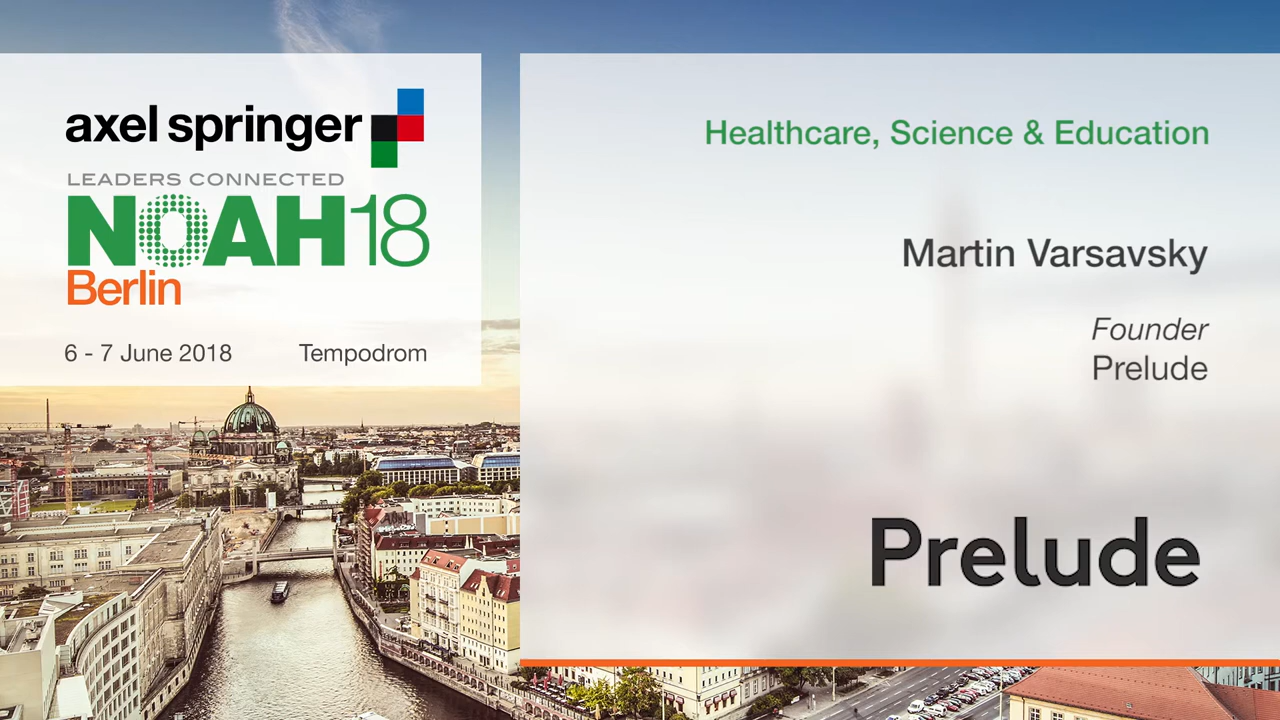 axel springer
LEADERS CONNECTED
NOAH18
Berlin
6 - 7 June 2018 Tempodrom
Healthcare, Science & Education
Martin Varsavsky
Founder
Prelude
Prelude